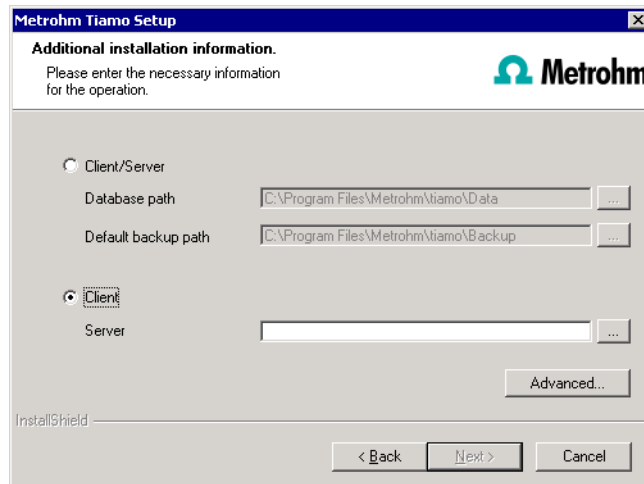 Metrohm Tiamo Setup
Additional installation information.
Please enter the necessary information
for the operation.
Metrohm
Client/Server
Database path
C:\Program Files\Metrohm\tiamo\Data
...
Default backup path
C:\Program Files\Metrohm\tiamo\Backup
...
Client
Server
...
Advanced...
InstallShield
< Back
Next >
Cancel